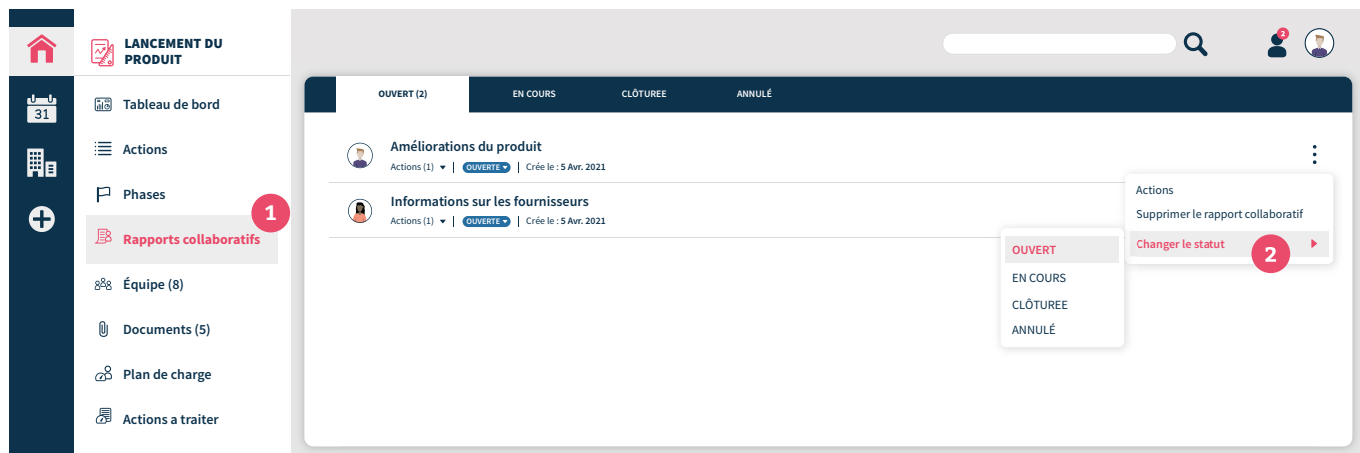 LANCEMENT DU
PRODUIT
2
31
Tableau de bord
Actions
Phases
1
Rapports collaboratifs
Équipe (8)
Documents (5)
Plan de charge
Actions a traiter
OUVERT (2)
EN COURS
CLÔTUREE
ANNULÉ
Améliorations du produit
Actions (1)
OUVERTE
Crée le : 5 Avr. 2021
Informations sur les fournisseurs
Actions (1)
OUVERTE
Crée le : 5 Avr. 2021
Actions
Supprimer le rapport collaboratif
Changer le statut
2
OUVERT
EN COURS
CLÔTUREE
ANNULÉ